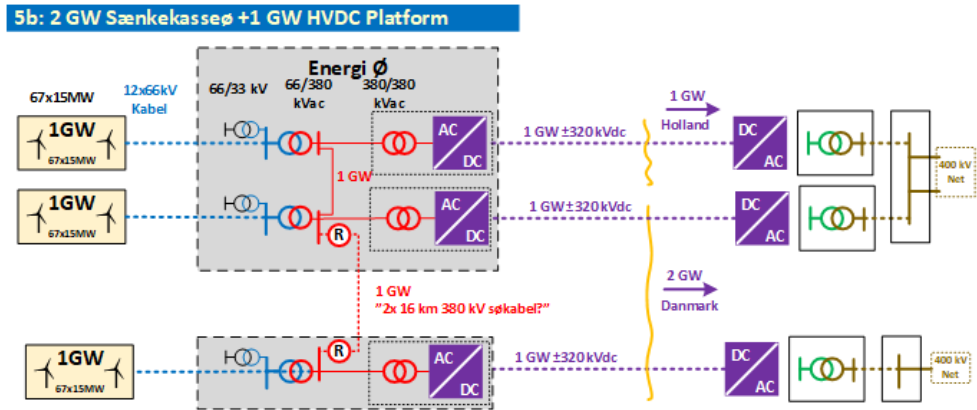 5b: 2 GW Sænkekasseø +1 GW HVDC Platform
Energi Ø
67x15MW
12x66kV
Kabel
66/33 kV
66/380
kVac
380/380
kVac
1GW
67x15MW
AC
DC
1 GW ±320 kVdc
1 GW
Holland
DC
AC
400 kV
Net
1 GW
1GW
67x15MW
R
AC
DC
1 GW ±320 kVdc
DC
AC
1 GW
"2x 16 km 380 kV søkabel?"
2 GW
Danmark
1GW
67x15MW
R
AC
DC
1 GW ±320 kVdc
DC
AC
400 kV
Net